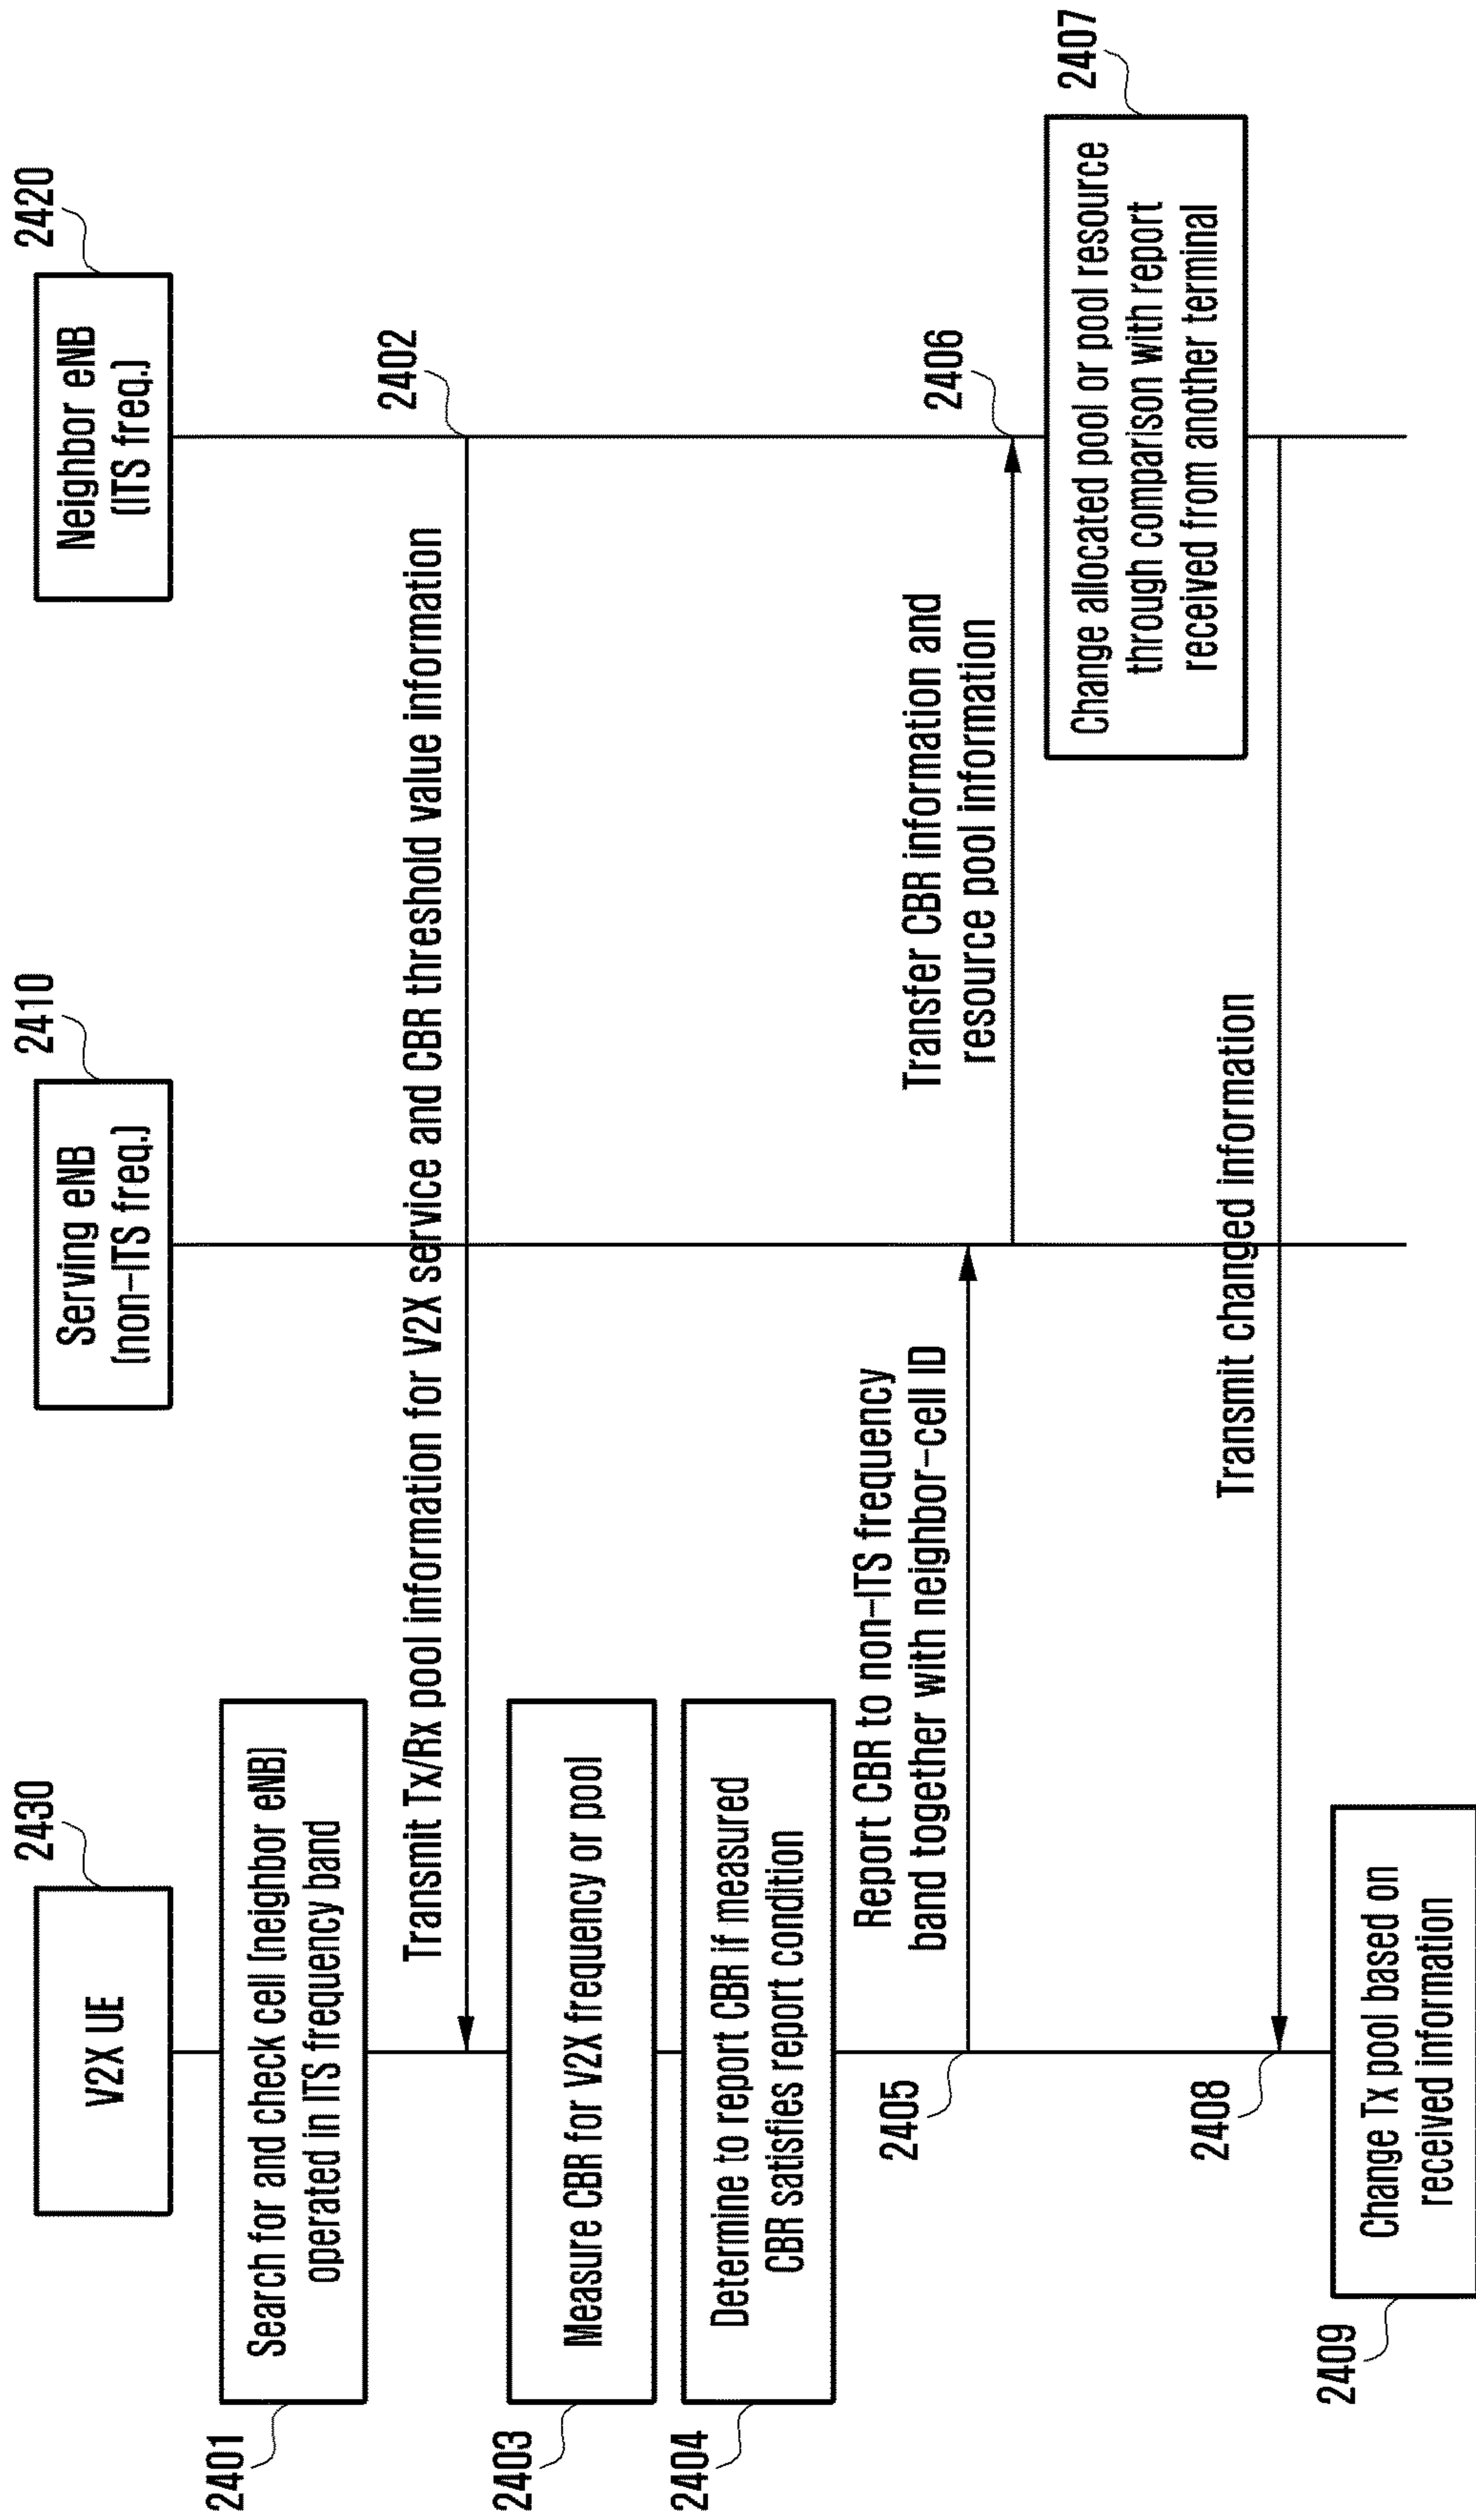 2430
V2X UE
2410
Serving eNB
(non-ITS freq.)
2420
Neighbor eNB
(ITS freq.)
2401
Search for and check cell (neighbor eNB)
operated in ITS frequency band
Transmit Tx/Rx pool information for V2X service and CBR threshold value information
2402
2403
Measure CBR for V2X frequency or pool
2404
Determine to report CBR if measured
CBR satisfies report condition
Report CBR to non-ITS frequency
band together with neighbor-cell ID
2405
Transfer CBR information and
resource pool information
2406
2407
Change allocated pool or pool resource
through comparison with report
received from another terminal
Transmit changed information
2408
2409
Change Tx pool based on
received information